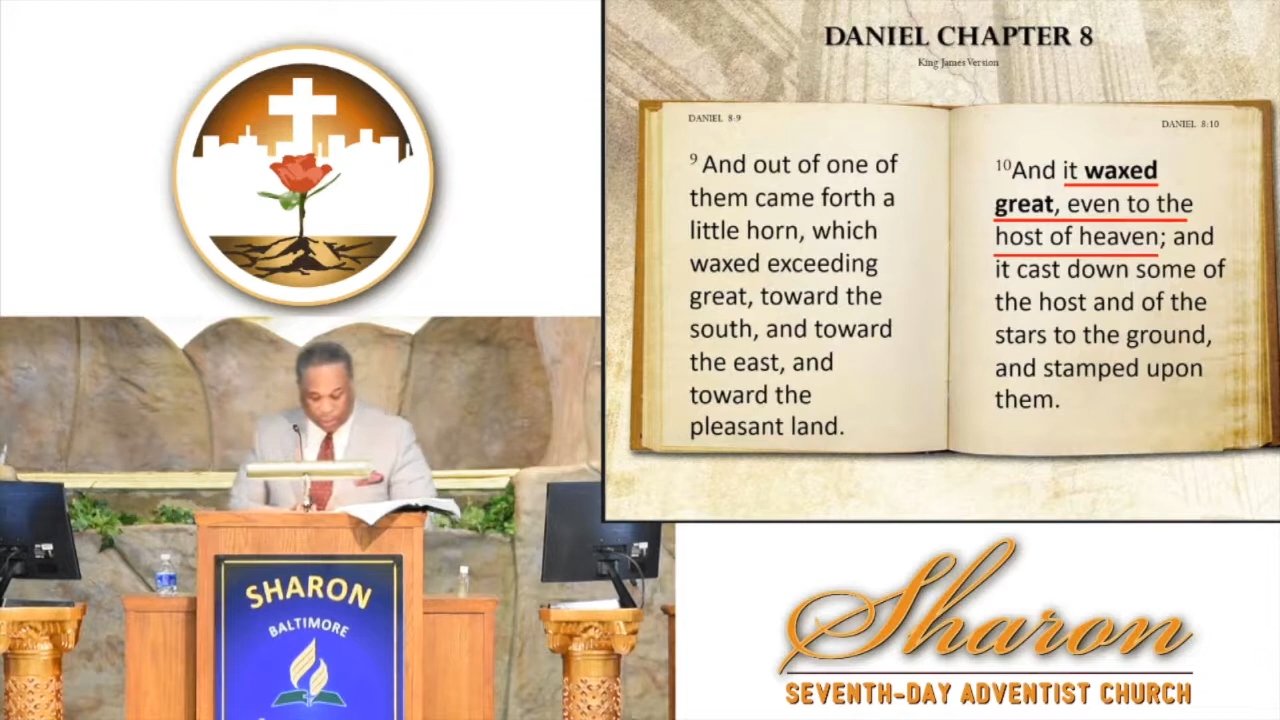 DANIEL CHAPTER 8
King James Version
DANIEL 8:9
9 And out of one of
them came forth a
little horn, which
waxed exceeding
great, toward the
south, and toward
the east, and
toward the
pleasant land.
DANIEL 8:10
10And it waxed
great, even to the
host of heaven; and
it cast down some of
the host and of the
stars to the ground,
and stamped upon
them.
SHARON
BALTIMORE
Sharon
SEVENTH-DAY ADVENTIST CHURCH